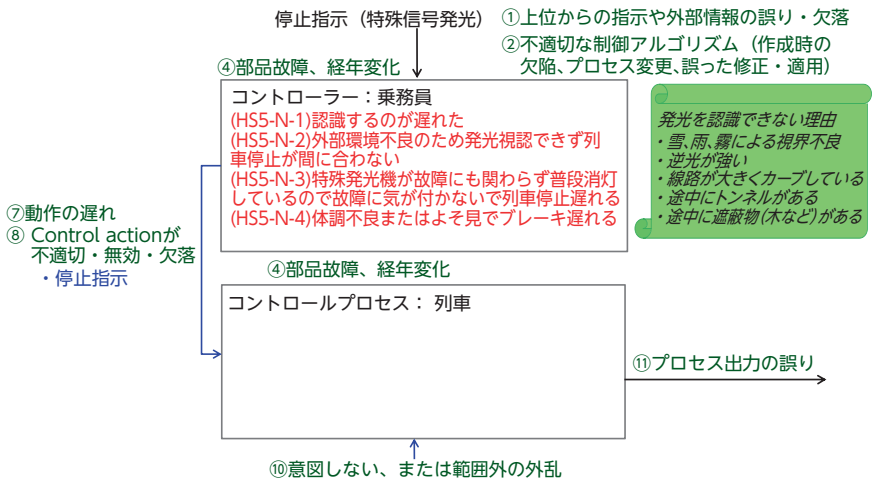 停止指示（特殊信号発光）
①上位からの指示や外部情報の誤り・欠落
②不適切な制御アルゴリズム（作成時の
欠陥、プロセス変更、誤った修正・適用）
④部品故障、経年変化
コントローラー：乗務員
(HS5-N-1)認識するのが遅れた
(HS5-N-2)外部環境不良のため発光視認できず列
車停止が間に合わない
(HS5-N-3)特殊発光機が故障にも関わらず普段消灯
しているので故障に気が付かないで列車停止遅れる
(HS5-N-4)体調不良またはよそ見でブレーキ遅れる
発光を認識できない理由
・雪、雨、霧による視界不良
・逆光が強い
・線路が大きくカーブしている
・途中にトンネルがある
・途中に遮蔽物(木など)がある
⑦動作の遅れ
⑧ Control actionが
不適切・無効・欠落
・停止指示
④部品故障、経年変化
コントロールプロセス： 列車
⑪プロセス出力の誤り
⑩意図しない、または範囲外の外乱